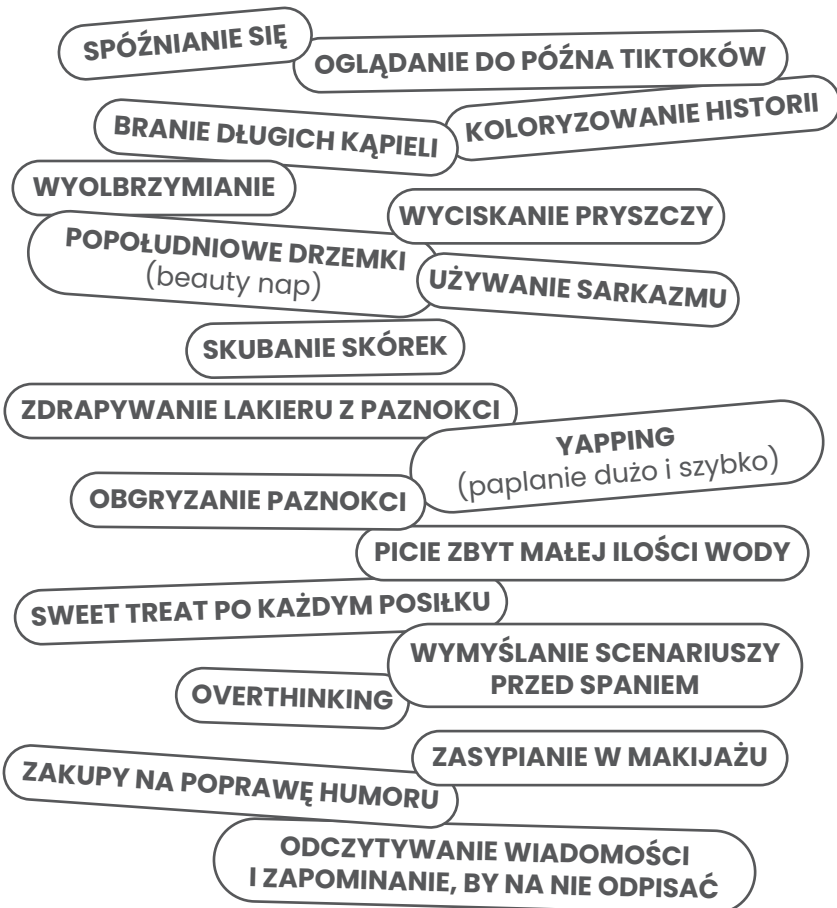 SPÓŹNIANIE SIĘ
OGLĄDANIE DO PÓŹNA TIKTOKÓW
BRANIE DŁUGICH KĄPIELI
KOLORYZOWANIE HISTORII
WYOLBRZYMIANIE
WYCISKANIE PRYSZCZY
POPOŁUDNIOWE DRZEMKI
(beauty nap)
UŻYWANIE SARKAZMU
SKUBANIE SKÓREK
ZDRAPYWANIE LAKIERU Z PAZNOKCI
YAPPING
(paplanie dużo i szybko)
OBGRYZANIE PAZNOKCI
PICIE ZBYT MAŁEJ ILOŚCI WODY
SWEET TREAT PO KAŻDYM POSIŁKU
WYMYŚLANIE SCENARIUSZY
PRZED SPANIEM
OVERTHINKING
ZASYPIANIE W MAKIJAŻU
ZAKUPY NA POPRAWĘ HUMORU
ODCZYTYWANIE WIADOMOŚCI
I ZAPOMINANIE, BY NA NIE ODPISAĆ